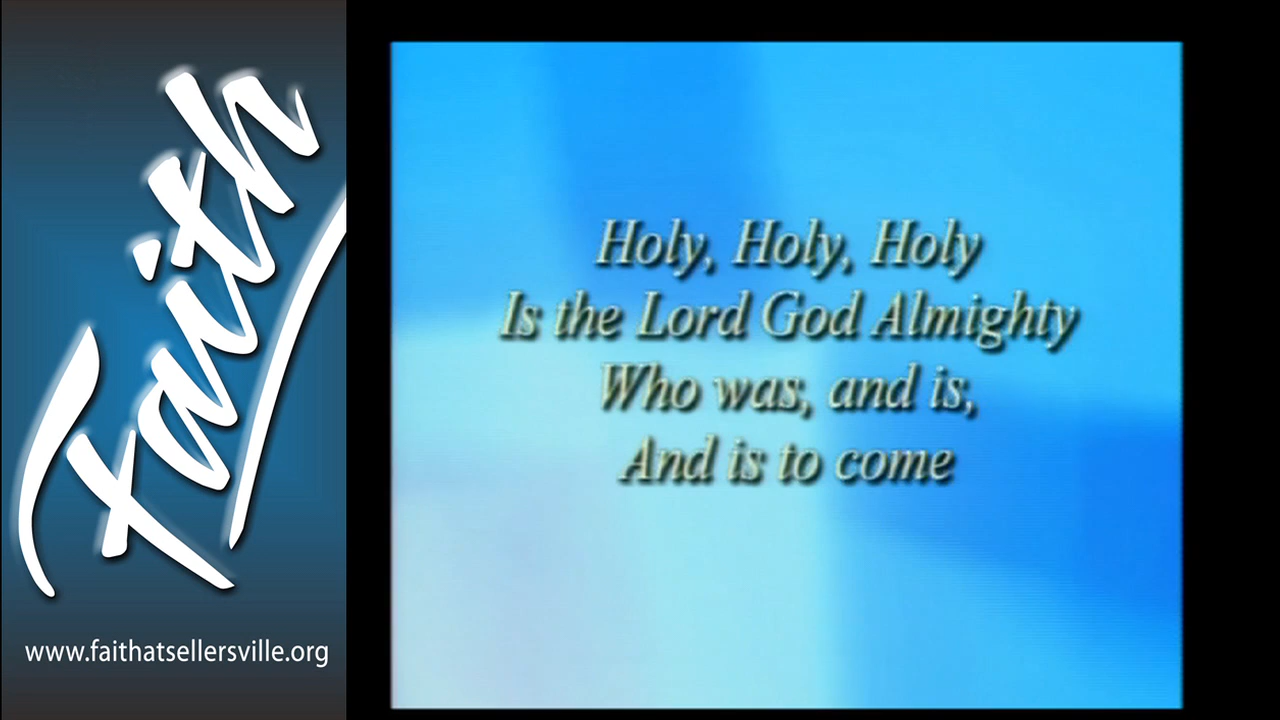 Faith
www.faithatsellersville.org
Holy, Holy, Holy
Is the Lord God Almighty
Who was, and is,
And is to come